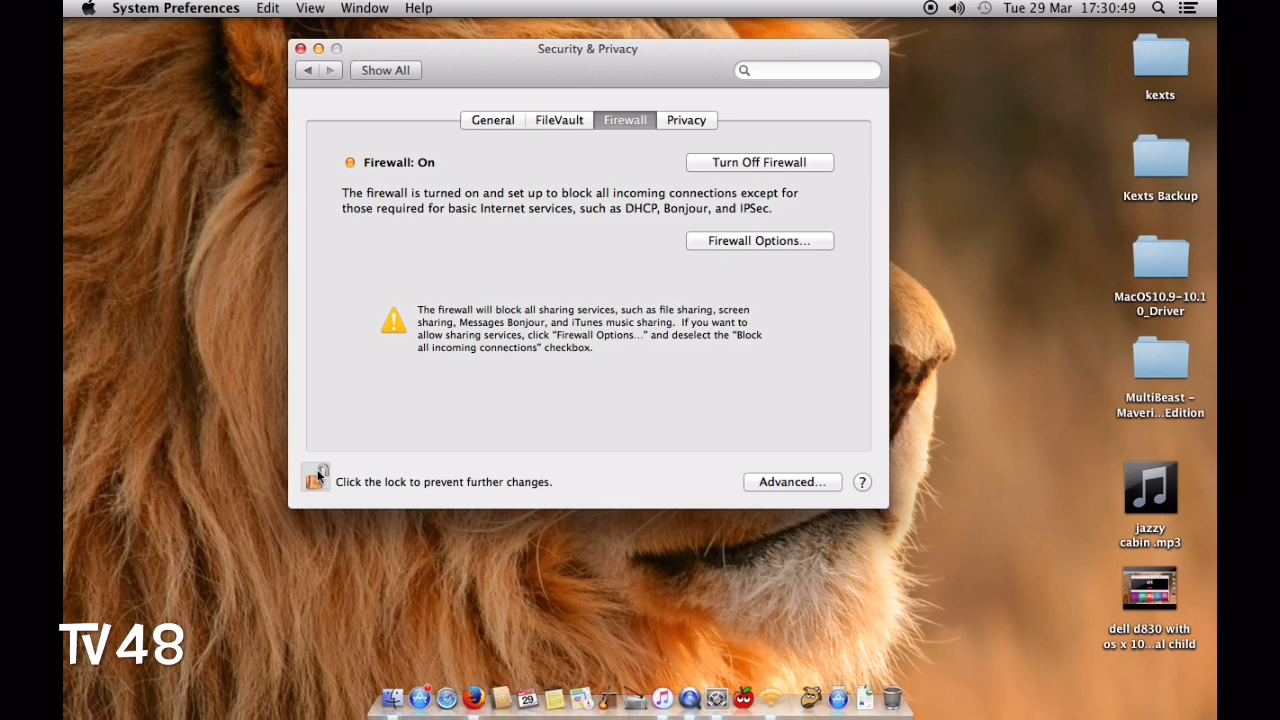 System Preferences Edit View Window Help Tue 29 Mar 17:30:49
Security & Privacy
Show All
General FileVault Firewall Privacy
Firewall: On
Turn Off Firewall
The firewall is turned on and set up to block all incoming connections except for
those required for basic Internet services, such as DHCP, Bonjour, and IPSec.
Firewall Options...
The firewall will block all sharing services, such as file sharing, screen
sharing, Messages Bonjour, and iTunes music sharing. If you want to
allow sharing services, click “Firewall Options...” and deselect the “Block
all incoming connections” checkbox.
Click the lock to prevent further changes.
Advanced...
?
kexts
Kexts Backup
MacOS10.9-10.1
0_Driver
MultiBeast -
Maveri...Edition
jazzy
cabin .mp3
dell d830 with
os x 10...al child
TV48
29